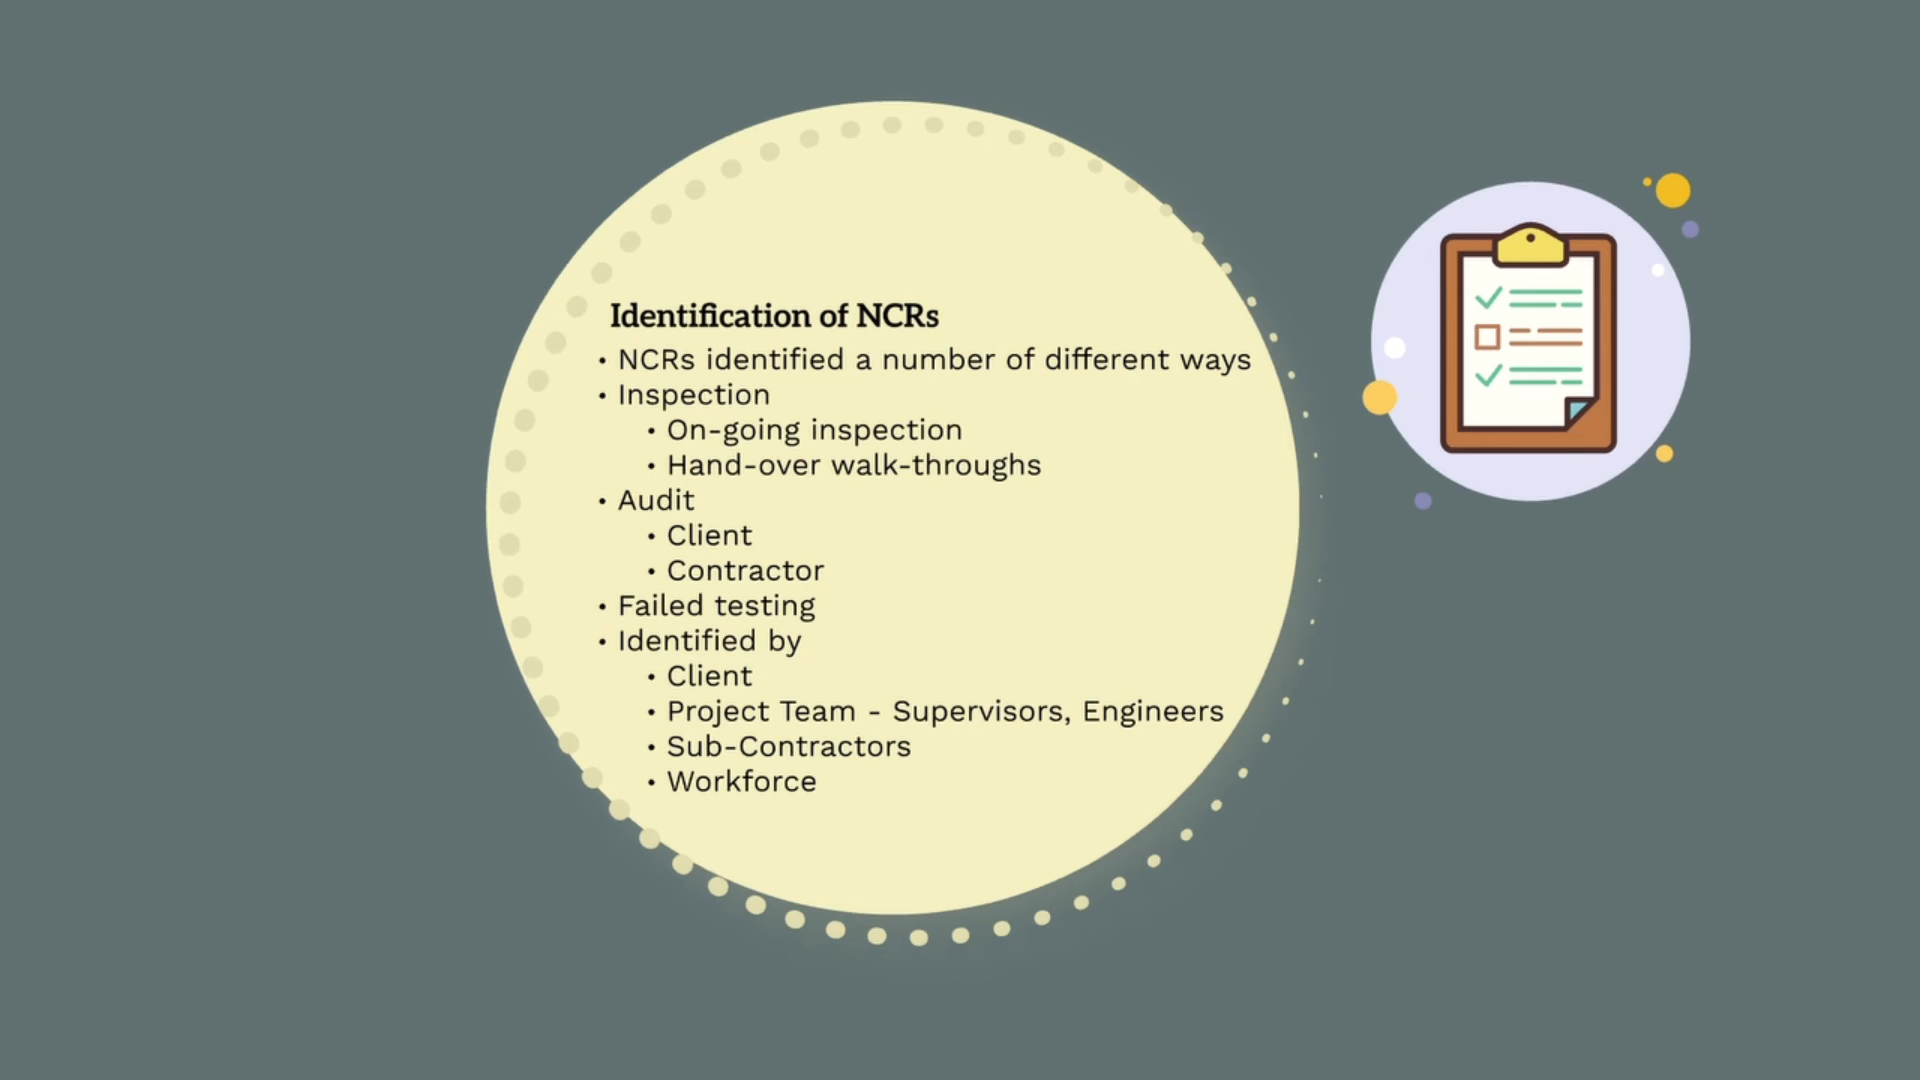 Identification of NCRs
• NCRs identified a number of different ways
• Inspection
• On-going inspection
• Hand-over walk-throughs
• Audit
• Client
• Contractor
• Failed testing
• Identified by
• Client
• Project Team - Supervisors, Engineers
• Sub-Contractors
• Workforce